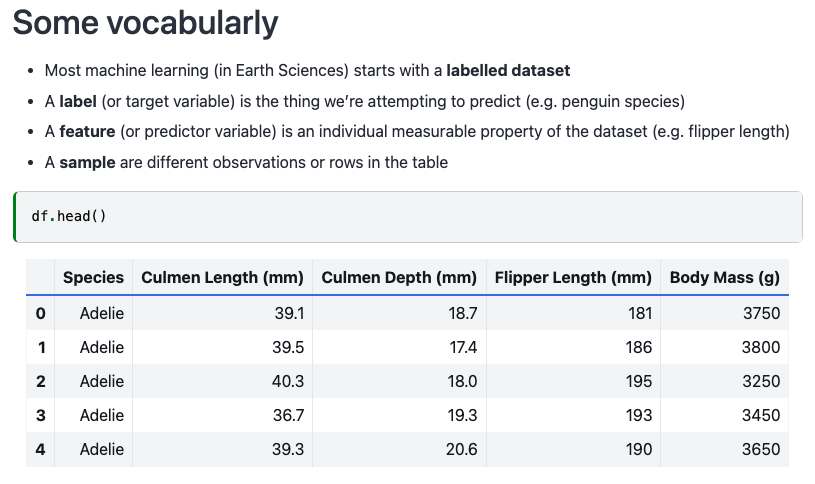 Some vocabularly
• Most machine learning (in Earth Sciences) starts with a labelled dataset
• A label (or target variable) is the thing we’re attempting to predict (e.g. penguin species)
• A feature (or predictor variable) is an individual measurable property of the dataset (e.g. flipper length)
• A sample are different observations or rows in the table
df.head()
Species Culmen Length (mm) Culmen Depth (mm) Flipper Length (mm) Body Mass (g)
0 Adelie 39.1 18.7 181 3750
1 Adelie 39.5 17.4 186 3800
2 Adelie 40.3 18.0 195 3250
3 Adelie 36.7 19.3 193 3450
4 Adelie 39.3 20.6 190 3650